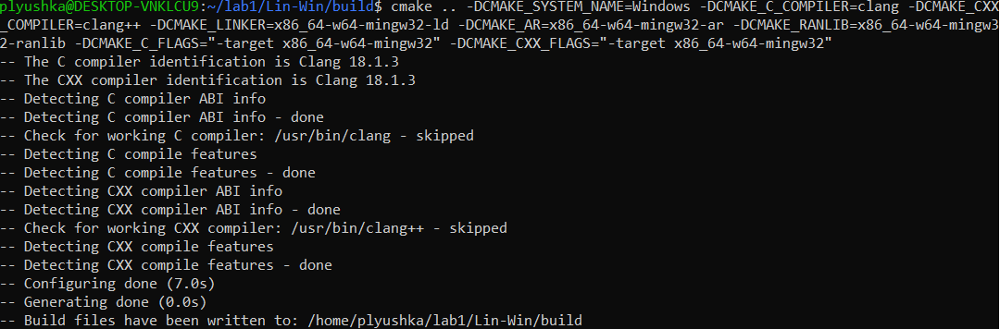 plyushka@DESKTOP-VNKLCU9:~/lab1/Lin-Win/build$ cmake .. -DCMAKE_SYSTEM_NAME=Windows -DCMAKE_C_COMPILER=clang -DCMAKE_CXX
_COMPILER=clang++ -DCMAKE_LINKER=x86_64-w64-mingw32-ld -DCMAKE_AR=x86_64-w64-mingw32-ar -DCMAKE_RANLIB=x86_64-w64-mingw3
2-ranlib -DCMAKE_C_FLAGS="-target x86_64-w64-mingw32" -DCMAKE_CXX_FLAGS="-target x86_64-w64-mingw32"
-- The C compiler identification is Clang 18.1.3
-- The CXX compiler identification is Clang 18.1.3
-- Detecting C compiler ABI info
-- Detecting C compiler ABI info - done
-- Check for working C compiler: /usr/bin/clang - skipped
-- Detecting C compile features
-- Detecting C compile features - done
-- Detecting CXX compiler ABI info
-- Detecting CXX compiler ABI info - done
-- Check for working CXX compiler: /usr/bin/clang++ - skipped
-- Detecting CXX compile features
-- Detecting CXX compile features - done
-- Configuring done (7.0s)
-- Generating done (0.0s)
-- Build files have been written to: /home/plyushka/lab1/Lin-Win/build